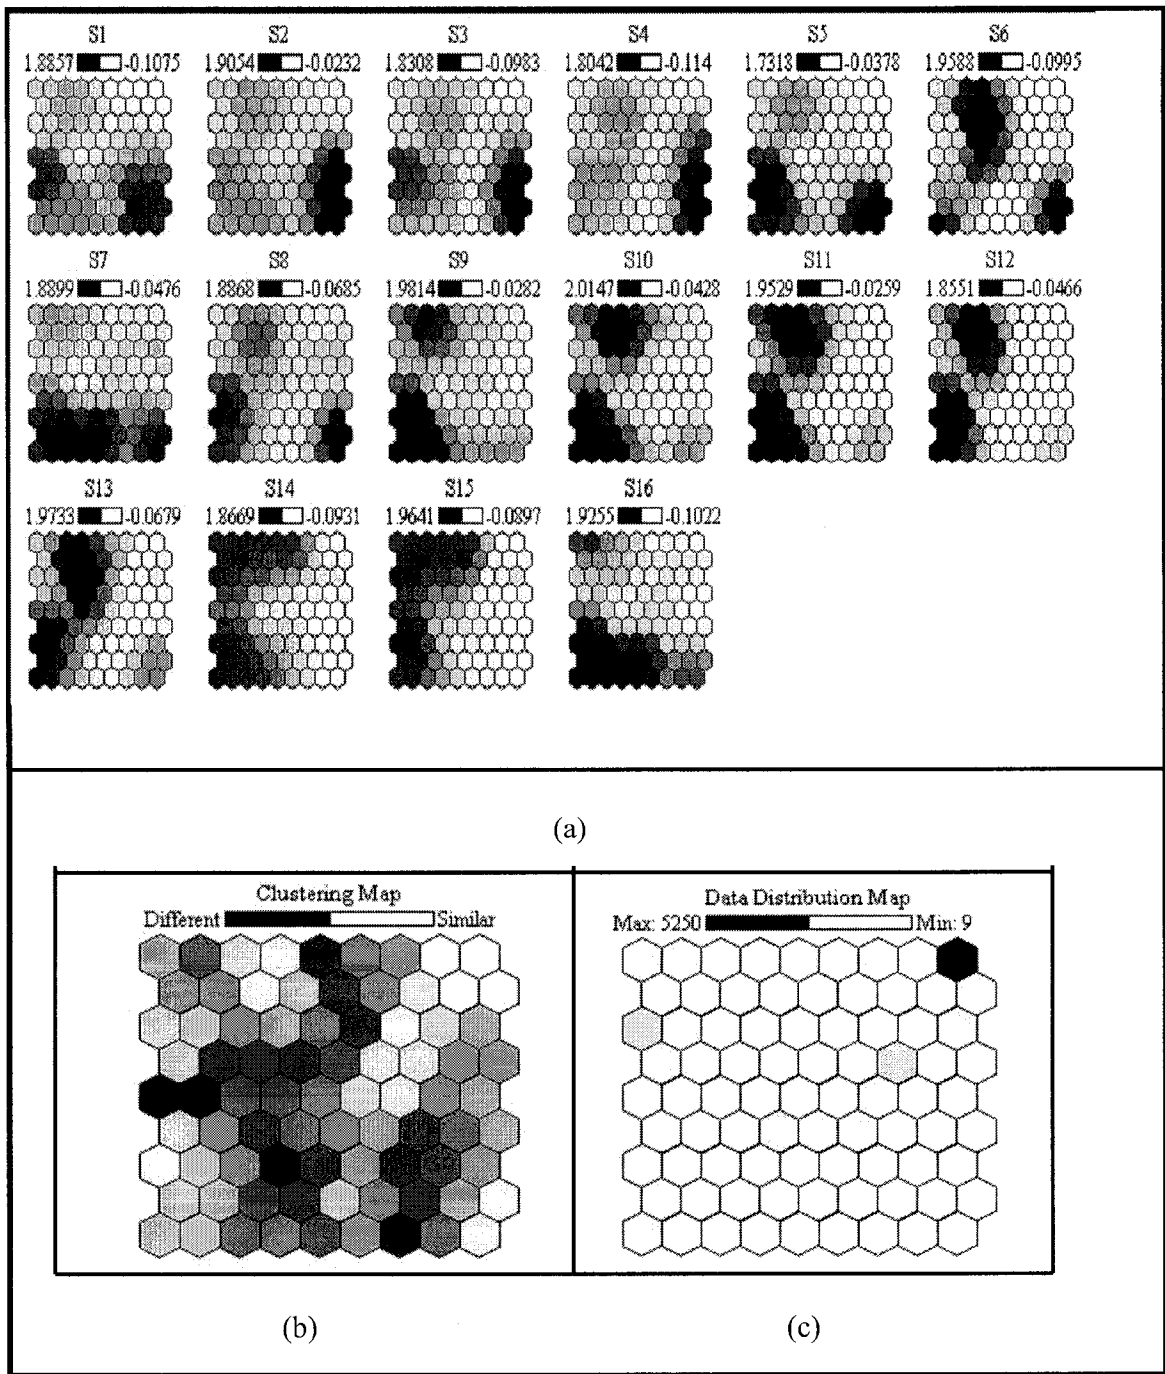 S1 S2 S3 S4 S5 S6
1.8857 -0.1075 1.9054 -0.0232 1.8308 -0.0983 1.8042 -0.114 1.7318 -0.0378 1.9588 -0.0995
S7 S8 S9 S10 S11 S12
1.8899 -0.0476 1.8868 -0.0685 1.9814 -0.0282 2.0147 -0.0428 1.9529 -0.0259 1.8551 -0.0466
S13 S14 S15 S16
1.9733 -0.0679 1.8669 -0.0931 1.9641 -0.0897 1.9255 -0.1022
(a)
Clustering Map
Different Similar
Data Distribution Map
Max: 5250 Min: 9
(b)
(c)